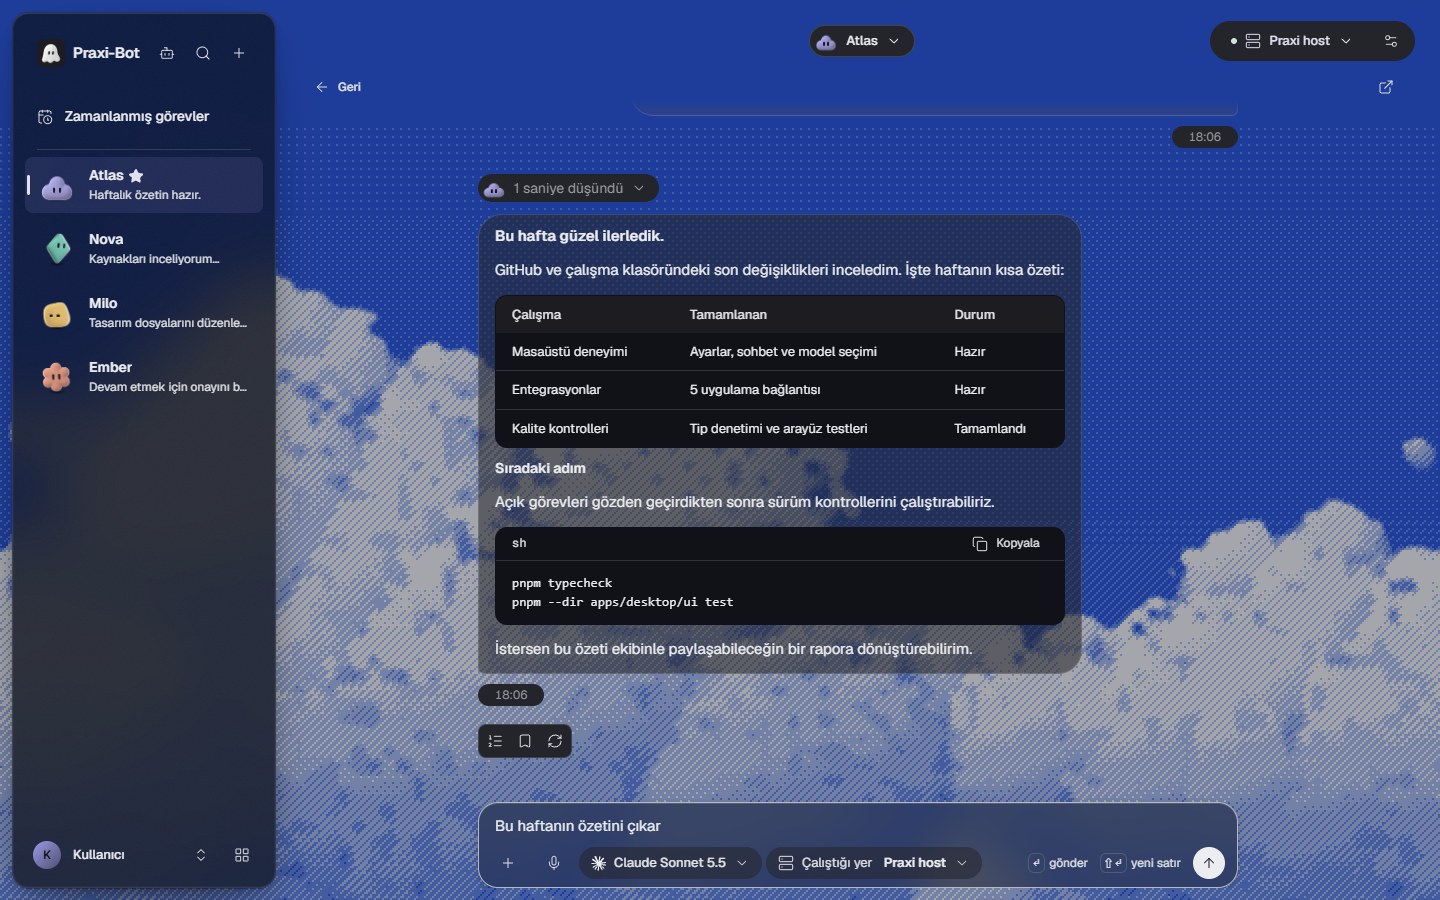 Praxi-Bot
Zamanlanmış görevler
Atlas
Haftalık özetin hazır.
Nova
Kaynakları inceliyorum...
Milo
Tasarım dosyalarını düzenle...
Ember
Devam etmek için onayını b...
K Kullanıcı
Atlas
Praxi host
Geri
18:06
1 saniye düşündü
Bu hafta güzel ilerledik.
GitHub ve çalışma klasöründeki son değişiklikleri inceledim. İşte haftanın kısa özeti:
Çalışma Tamamlanan Durum
Masaüstü deneyimi Ayarlar, sohbet ve model seçimi Hazır
Entegrasyonlar 5 uygulama bağlantısı Hazır
Kalite kontrolleri Tip denetimi ve arayüz testleri Tamamlandı
Sıradaki adım
Açık görevleri gözden geçirdikten sonra sürüm kontrollerini çalıştırabiliriz.
sh Kopyala
pnpm typecheck
pnpm --dir apps/desktop/ui test
İstersen bu özeti ekibinle paylaşabileceğin bir rapora dönüştürebilirim.
18:06
Bu haftanın özetini çıkar
Claude Sonnet 5.5 Çalıştığı yer Praxi host ↵ gönder ⇧↵ yeni satır